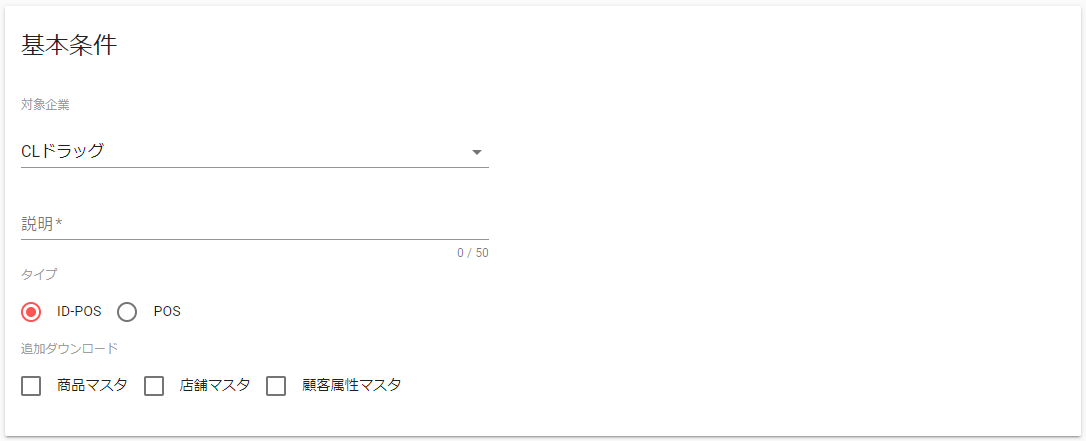 基本条件
対象企業
CLドラッグ
説明*
0 / 50
タイプ
ID-POS POS
追加ダウンロード
商品マスタ 店舗マスタ 顧客属性マスタ